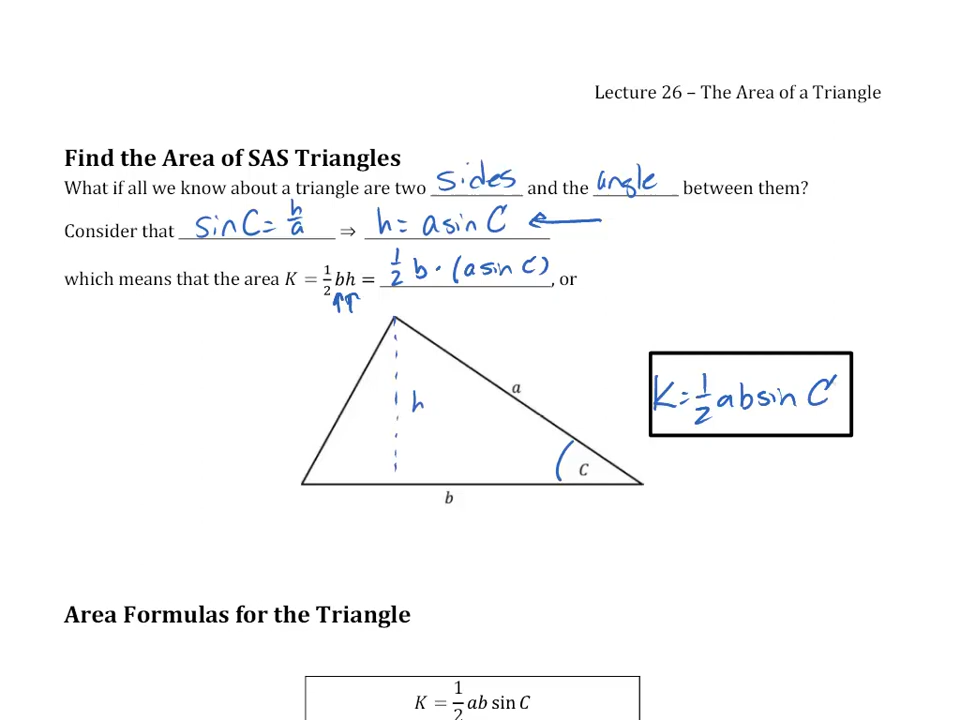 Lecture 26 – The Area of a Triangle
Find the Area of SAS Triangles
What if all we know about a triangle are two sides and the angle between them?
Consider that sin C = h/a ⇒ h = a sin C ←
which means that the area K = 1/2 bh = 1/2 b · (a sin C), or
a
h
K = 1/2 a b sin C
C
b
Area Formulas for the Triangle
K = 1/2 ab sin C